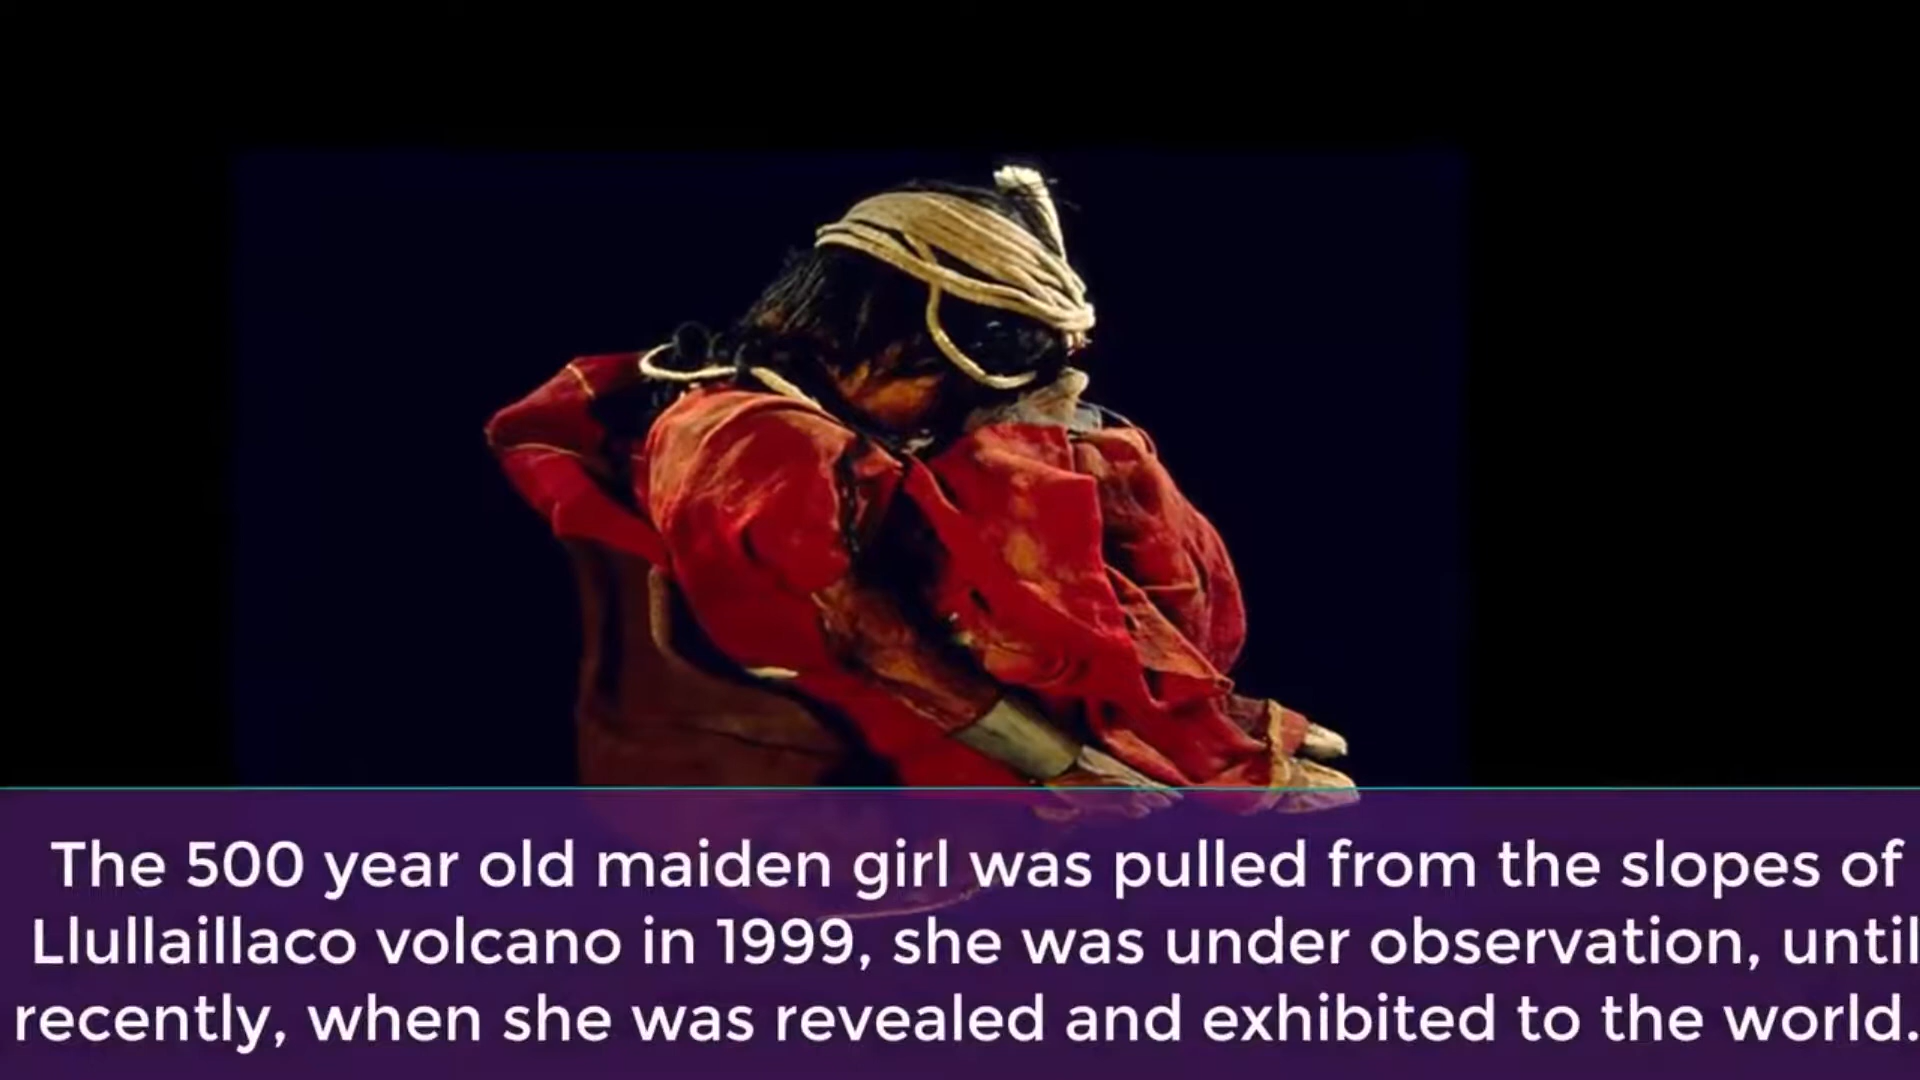 The 500 year old maiden girl was pulled from the slopes of
Llullaillaco volcano in 1999, she was under observation, until
recently, when she was revealed and exhibited to the world.